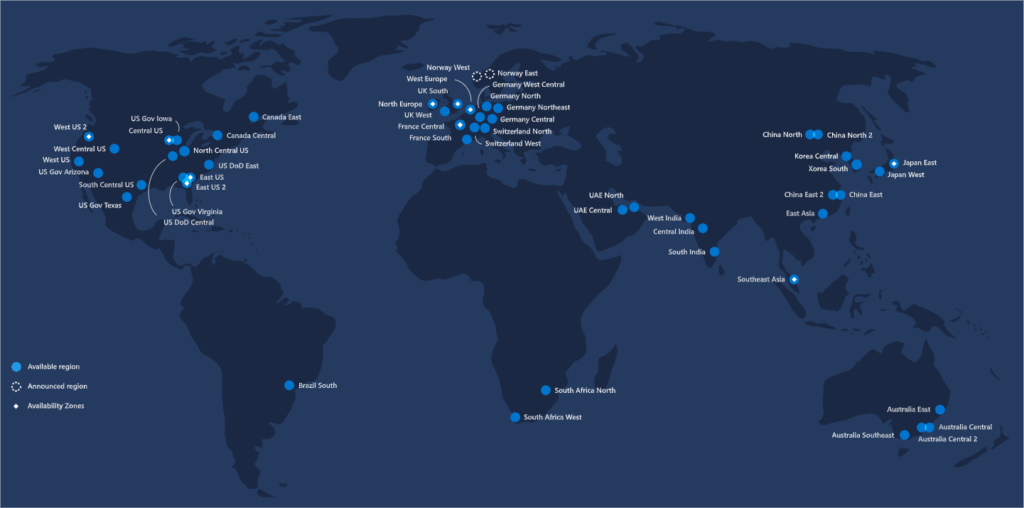 Norway West
Norway East
West Europe
Germany West Central
UK South
Germany North
North Europe
Germany Northeast
UK West
Germany Central
France Central
Switzerland North
France South
Switzerland West
US Gov Iowa
Canada East
West US 2
Central US
Canada Central
West Central US
North Central US
West US
US DoD East
US Gov Arizona
East US
South Central US
East US 2
US Gov Texas
US Gov Virginia
US DoD Central
China North
China North 2
Korea Central
Japan East
Korea South
Japan West
UAE North
China East 2
China East
UAE Central
West India
East Asia
Central India
South India
Southeast Asia
Available region
Announced region
Availability Zones
Brazil South
South Africa North
South Africa West
Australia East
Australia Central
Australia Southeast
Australia Central 2